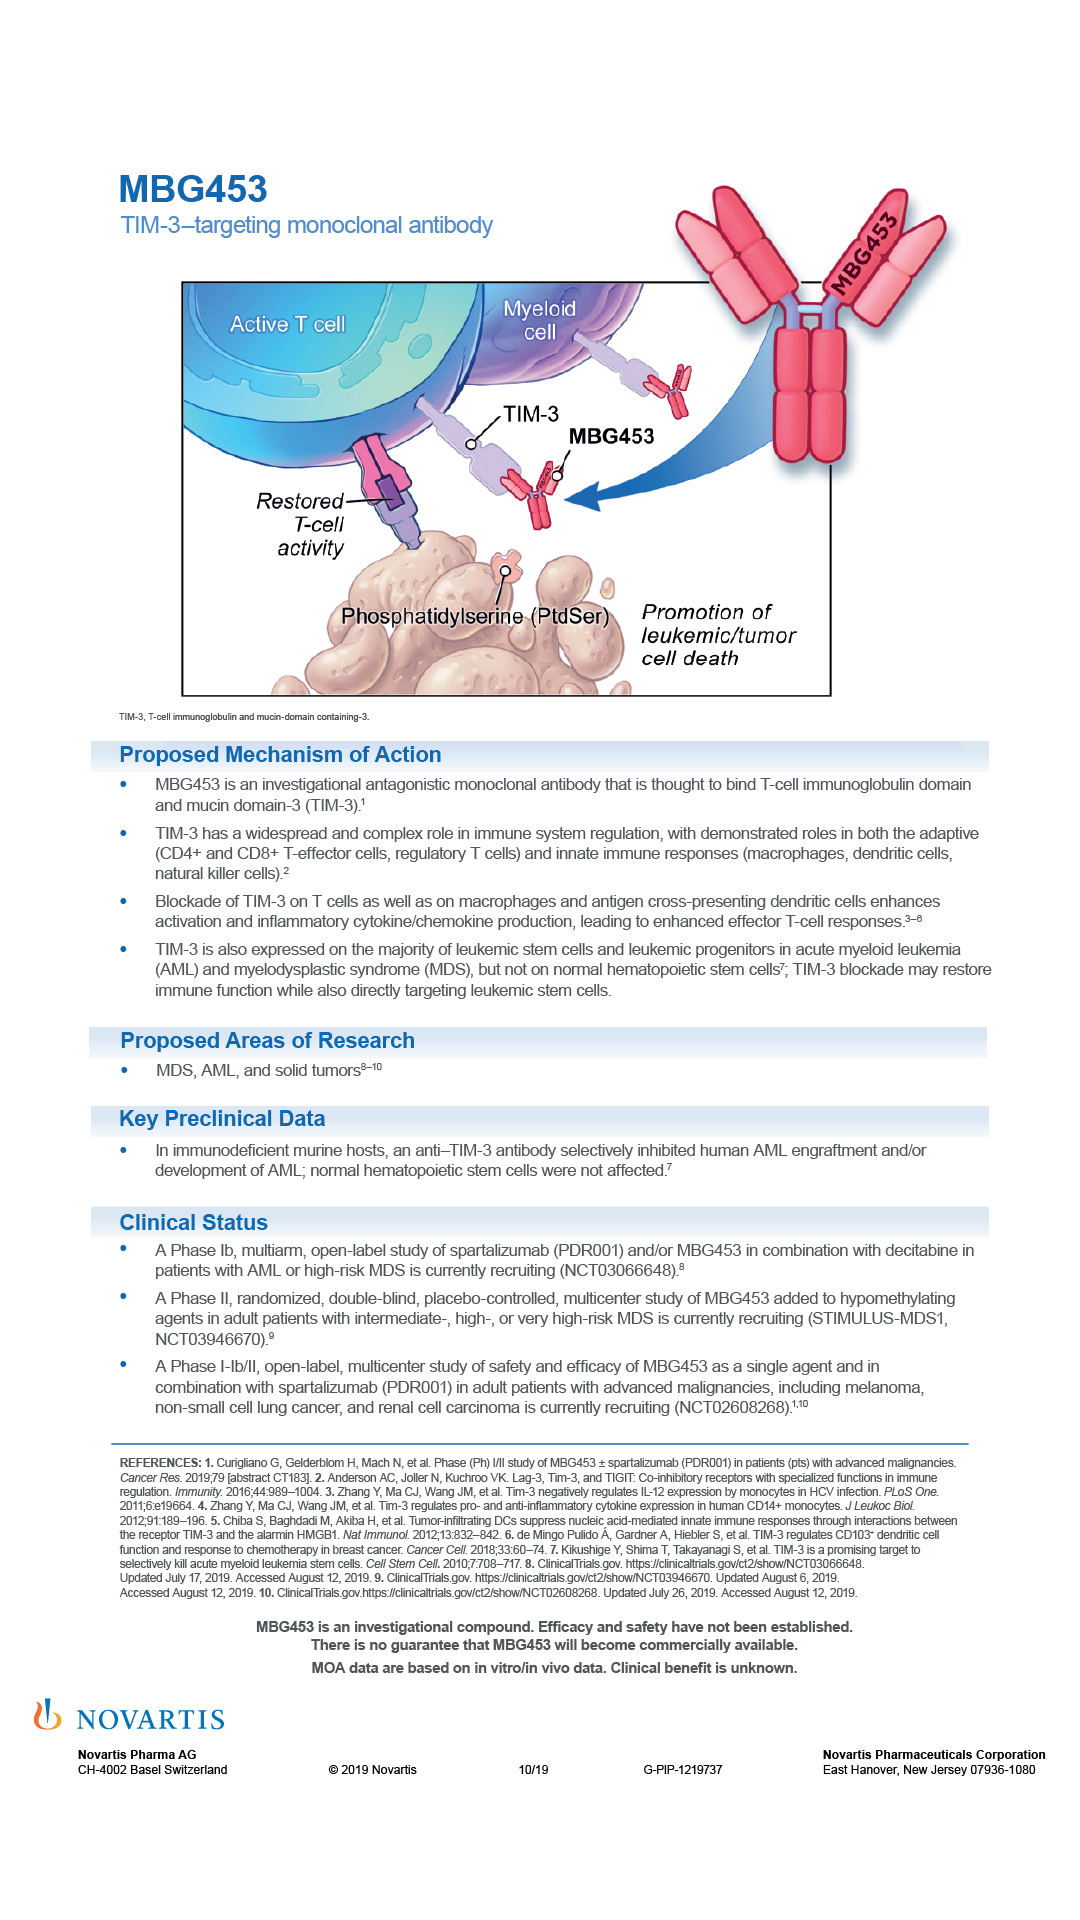 MBG453
TIM-3–targeting monoclonal antibody
MBG453
Active T cell
Myeloid
cell
TIM-3
MBG453
MBG453
Restored
T-cell
activity
Phosphatidylserine (PtdSer)
Promotion of
leukemic/tumor
cell death
TIM-3, T-cell immunoglobulin and mucin-domain containing-3.
Proposed Mechanism of Action
• MBG453 is an investigational antagonistic monoclonal antibody that is thought to bind T-cell immunoglobulin domain
and mucin domain-3 (TIM-3).1
• TIM-3 has a widespread and complex role in immune system regulation, with demonstrated roles in both the adaptive
(CD4+ and CD8+ T-effector cells, regulatory T cells) and innate immune responses (macrophages, dendritic cells,
natural killer cells).2
• Blockade of TIM-3 on T cells as well as on macrophages and antigen cross-presenting dendritic cells enhances
activation and inflammatory cytokine/chemokine production, leading to enhanced effector T-cell responses.3–6
• TIM-3 is also expressed on the majority of leukemic stem cells and leukemic progenitors in acute myeloid leukemia
(AML) and myelodysplastic syndrome (MDS), but not on normal hematopoietic stem cells7; TIM-3 blockade may restore
immune function while also directly targeting leukemic stem cells.
Proposed Areas of Research
• MDS, AML, and solid tumors8–10
Key Preclinical Data
• In immunodeficient murine hosts, an anti–TIM-3 antibody selectively inhibited human AML engraftment and/or
development of AML; normal hematopoietic stem cells were not affected.7
Clinical Status
• A Phase Ib, multiarm, open-label study of spartalizumab (PDR001) and/or MBG453 in combination with decitabine in
patients with AML or high-risk MDS is currently recruiting (NCT03066648).8
• A Phase II, randomized, double-blind, placebo-controlled, multicenter study of MBG453 added to hypomethylating
agents in adult patients with intermediate-, high-, or very high-risk MDS is currently recruiting (STIMULUS-MDS1,
NCT03946670).9
• A Phase I-Ib/II, open-label, multicenter study of safety and efficacy of MBG453 as a single agent and in
combination with spartalizumab (PDR001) in adult patients with advanced malignancies, including melanoma,
non-small cell lung cancer, and renal cell carcinoma is currently recruiting (NCT02608268).1,10
REFERENCES: 1. Curigliano G, Gelderblom H, Mach N, et al. Phase (Ph) I/II study of MBG453 ± spartalizumab (PDR001) in patients (pts) with advanced malignancies.
Cancer Res. 2019;79 [abstract CT183]. 2. Anderson AC, Joller N, Kuchroo VK. Lag-3, Tim-3, and TIGIT: Co-inhibitory receptors with specialized functions in immune
regulation. Immunity. 2016;44:989–1004. 3. Zhang Y, Ma CJ, Wang JM, et al. Tim-3 negatively regulates IL-12 expression by monocytes in HCV infection. PLoS One.
2011;6:e19664. 4. Zhang Y, Ma CJ, Wang JM, et al. Tim-3 regulates pro- and anti-inflammatory cytokine expression in human CD14+ monocytes. J Leukoc Biol.
2012;91:189–196. 5. Chiba S, Baghdadi M, Akiba H, et al. Tumor-infiltrating DCs suppress nucleic acid-mediated innate immune responses through interactions between
the receptor TIM-3 and the alarmin HMGB1. Nat Immunol. 2012;13:832–842. 6. de Mingo Pulido Á, Gardner A, Hiebler S, et al. TIM-3 regulates CD103+ dendritic cell
function and response to chemotherapy in breast cancer. Cancer Cell. 2018;33:60–74. 7. Kikushige Y, Shima T, Takayanagi S, et al. TIM-3 is a promising target to
selectively kill acute myeloid leukemia stem cells. Cell Stem Cell. 2010;7:708–717. 8. ClinicalTrials.gov. https://clinicaltrials.gov/ct2/show/NCT03066648.
Updated July 17, 2019. Accessed August 12, 2019. 9. ClinicalTrials.gov. https://clinicaltrials.gov/ct2/show/NCT03946670. Updated August 6, 2019.
Accessed August 12, 2019. 10. ClinicalTrials.gov.https://clinicaltrials.gov/ct2/show/NCT02608268. Updated July 26, 2019. Accessed August 12, 2019.
MBG453 is an investigational compound. Efficacy and safety have not been established.
There is no guarantee that MBG453 will become commercially available.
MOA data are based on in vitro/in vivo data. Clinical benefit is unknown.
NOVARTIS
Novartis Pharma AG
CH-4002 Basel Switzerland
© 2019 Novartis
10/19
G-PIP-1219737
Novartis Pharmaceuticals Corporation
East Hanover, New Jersey 07936-1080